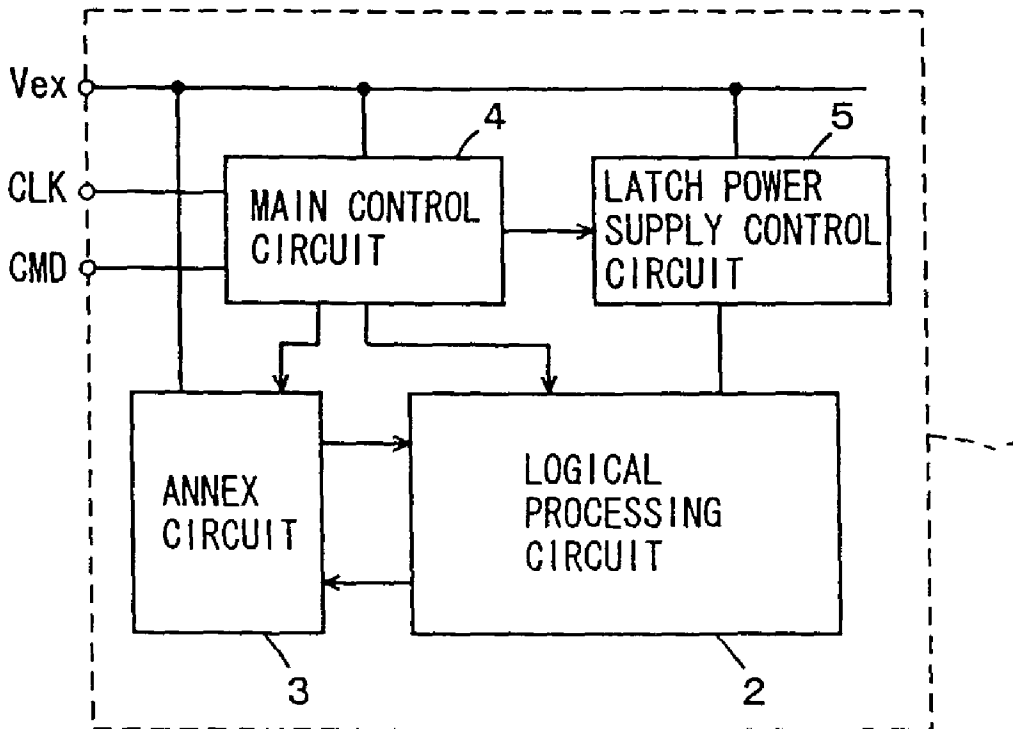 Vex
4
5
CLK
MAIN CONTROL
CIRCUIT
LATCH POWER
SUPPLY CONTROL
CIRCUIT
CMD
ANNEX
CIRCUIT
LOGICAL
PROCESSING
CIRCUIT
3
2